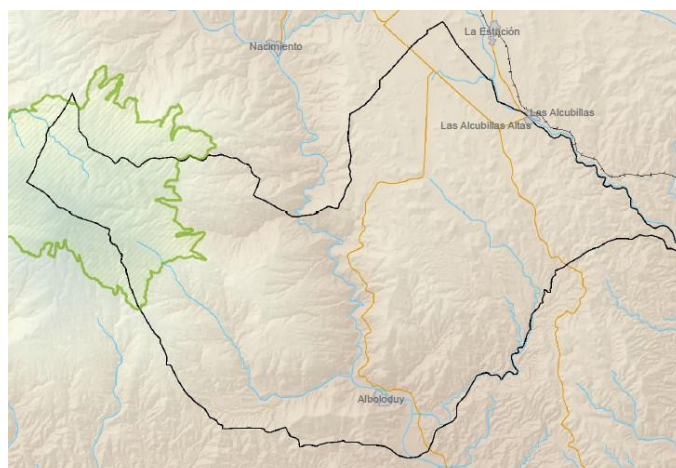 La Estación
Nacimiento
Las Alcubillas
Las Alcubillas Altas
Alboloduy